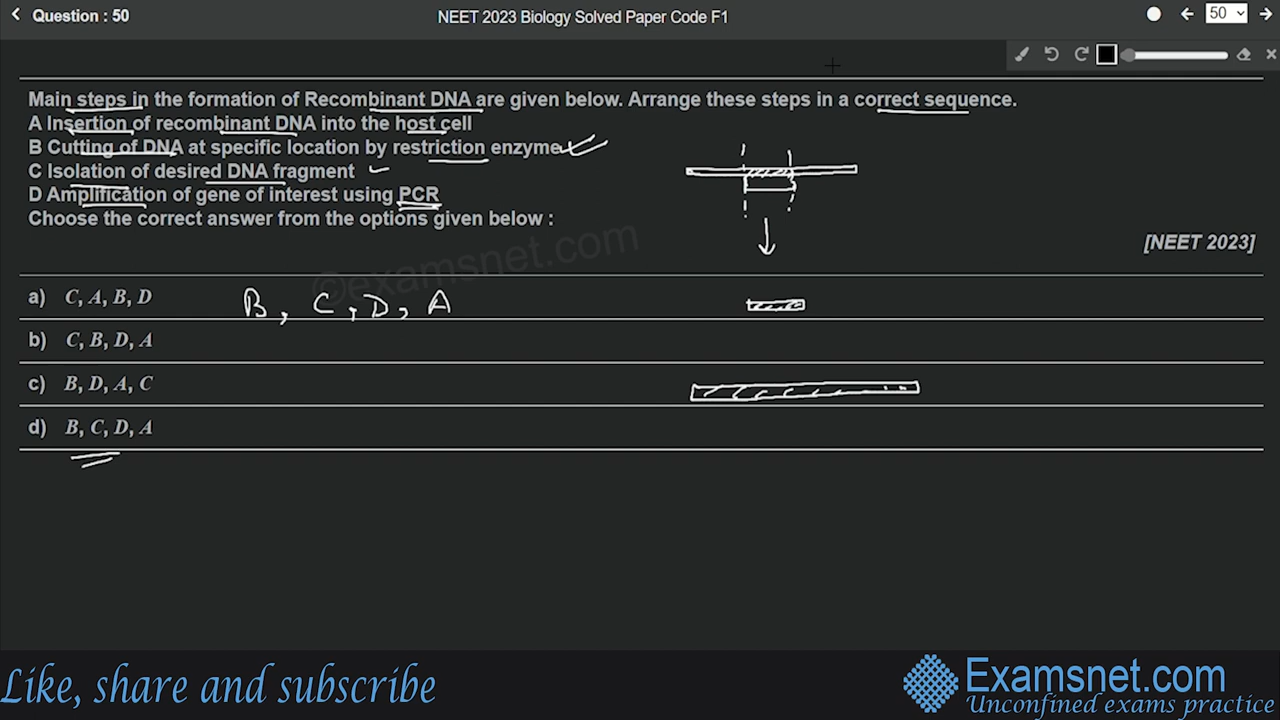 Question : 50
NEET 2023 Biology Solved Paper Code F1
50
Main steps in the formation of Recombinant DNA are given below. Arrange these steps in a correct sequence.
A Insertion of recombinant DNA into the host cell
B Cutting of DNA at specific location by restriction enzyme
C Isolation of desired DNA fragment
D Amplification of gene of interest using PCR
Choose the correct answer from the options given below :
[NEET 2023]
©examsnet.com
a) C, A, B, D
B, C, D, A
b) C, B, D, A
c) B, D, A, C
d) B, C, D, A
Like, share and subscribe
Examsnet.com
Unconfined exams practice